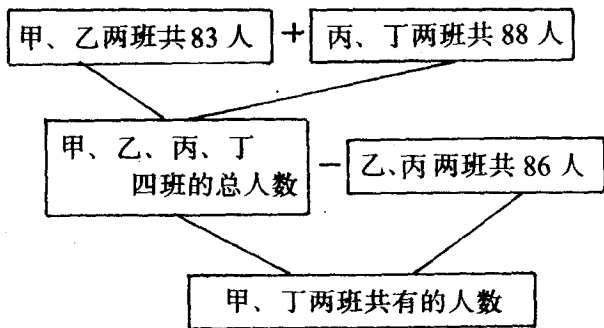 甲、乙两班共83人 + 丙、丁两班共88人
甲、乙、丙、丁
四班的总人数 − 乙、丙两班共86人
甲、丁两班共有的人数